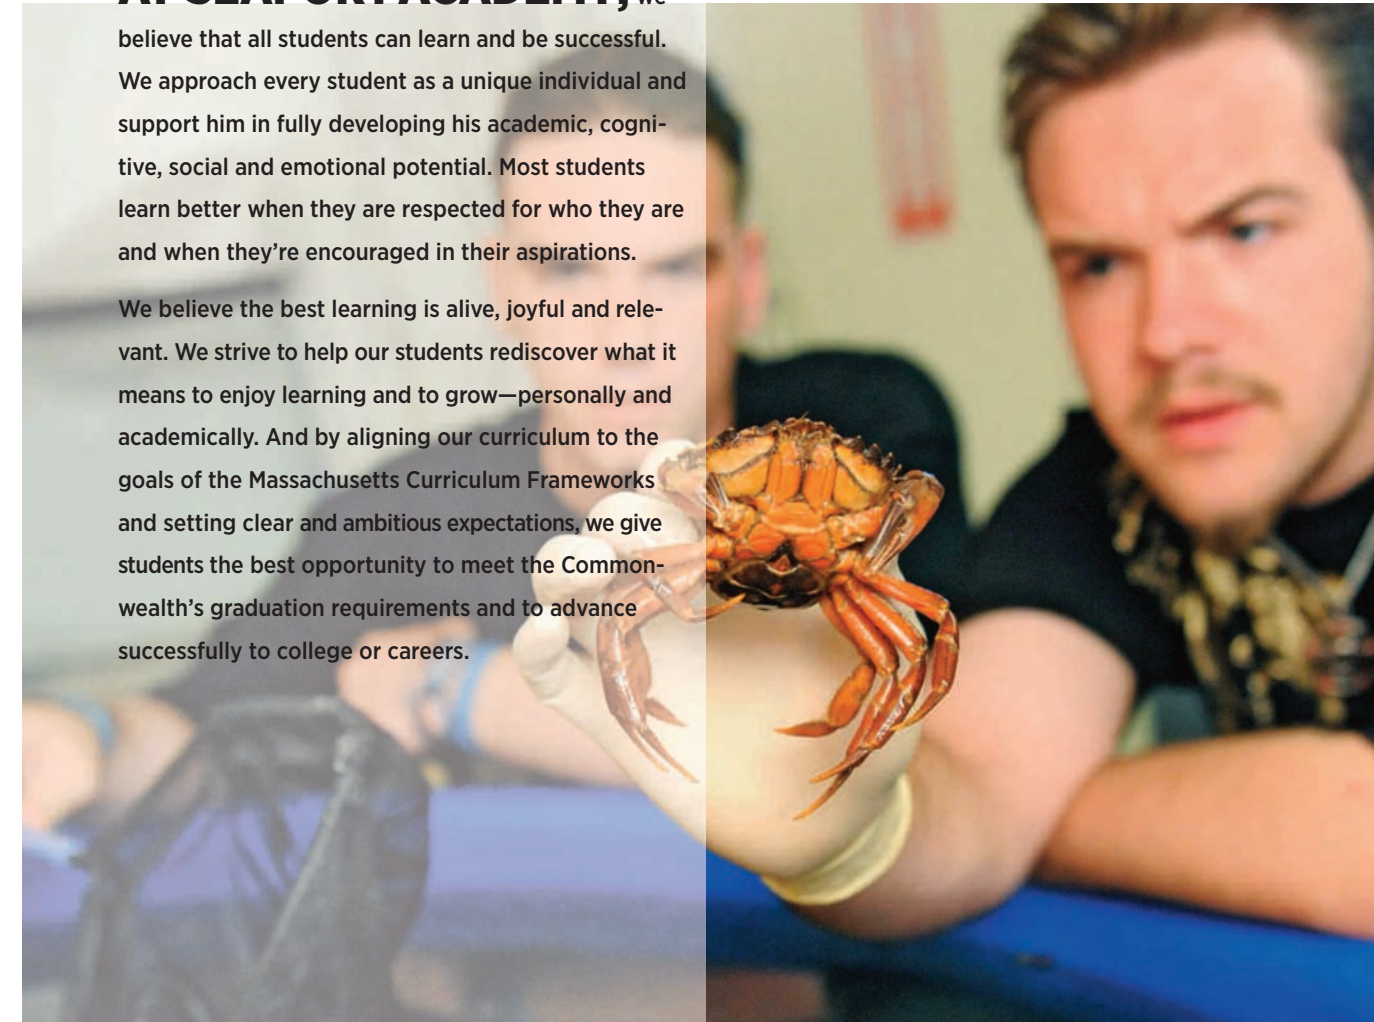 we
believe that all students can learn and be successful.
We approach every student as a unique individual and
support him in fully developing his academic, cogni-
tive, social and emotional potential. Most students
learn better when they are respected for who they are
and when they’re encouraged in their aspirations.
We believe the best learning is alive, joyful and rele-
vant. We strive to help our students rediscover what it
means to enjoy learning and to grow—personally and
academically. And by aligning our curriculum to the
goals of the Massachusetts Curriculum Frameworks
and setting clear and ambitious expectations, we give
students the best opportunity to meet the Common-
wealth’s graduation requirements and to advance
successfully to college or careers.